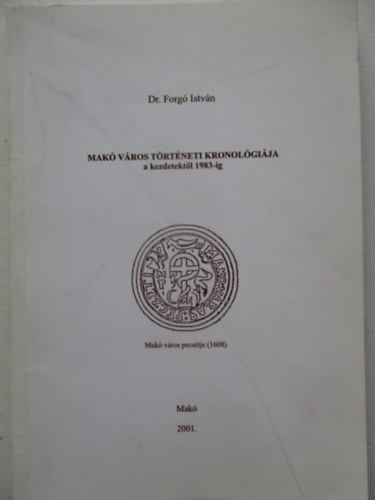 Dr. Forgó István
MAKÓ VÁROS TÖRTÉNETI KRONOLÓGIÁJA
a kezdetektől 1983-ig
Makó város pecsétje (1608)
Makó
2001.